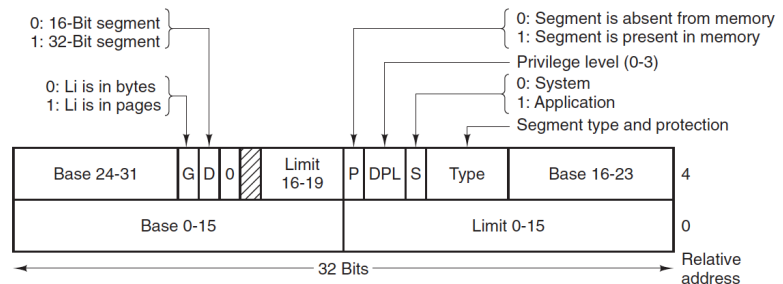 0: 16-Bit segment
1: 32-Bit segment
0: Li is in bytes
1: Li is in pages
0: Segment is absent from memory
1: Segment is present in memory
Privilege level (0-3)
0: System
1: Application
Segment type and protection
Base 24-31
G
D
0
Limit
16-19
P
DPL
S
Type
Base 16-23
4
Base 0-15
Limit 0-15
0
32 Bits
Relative
address